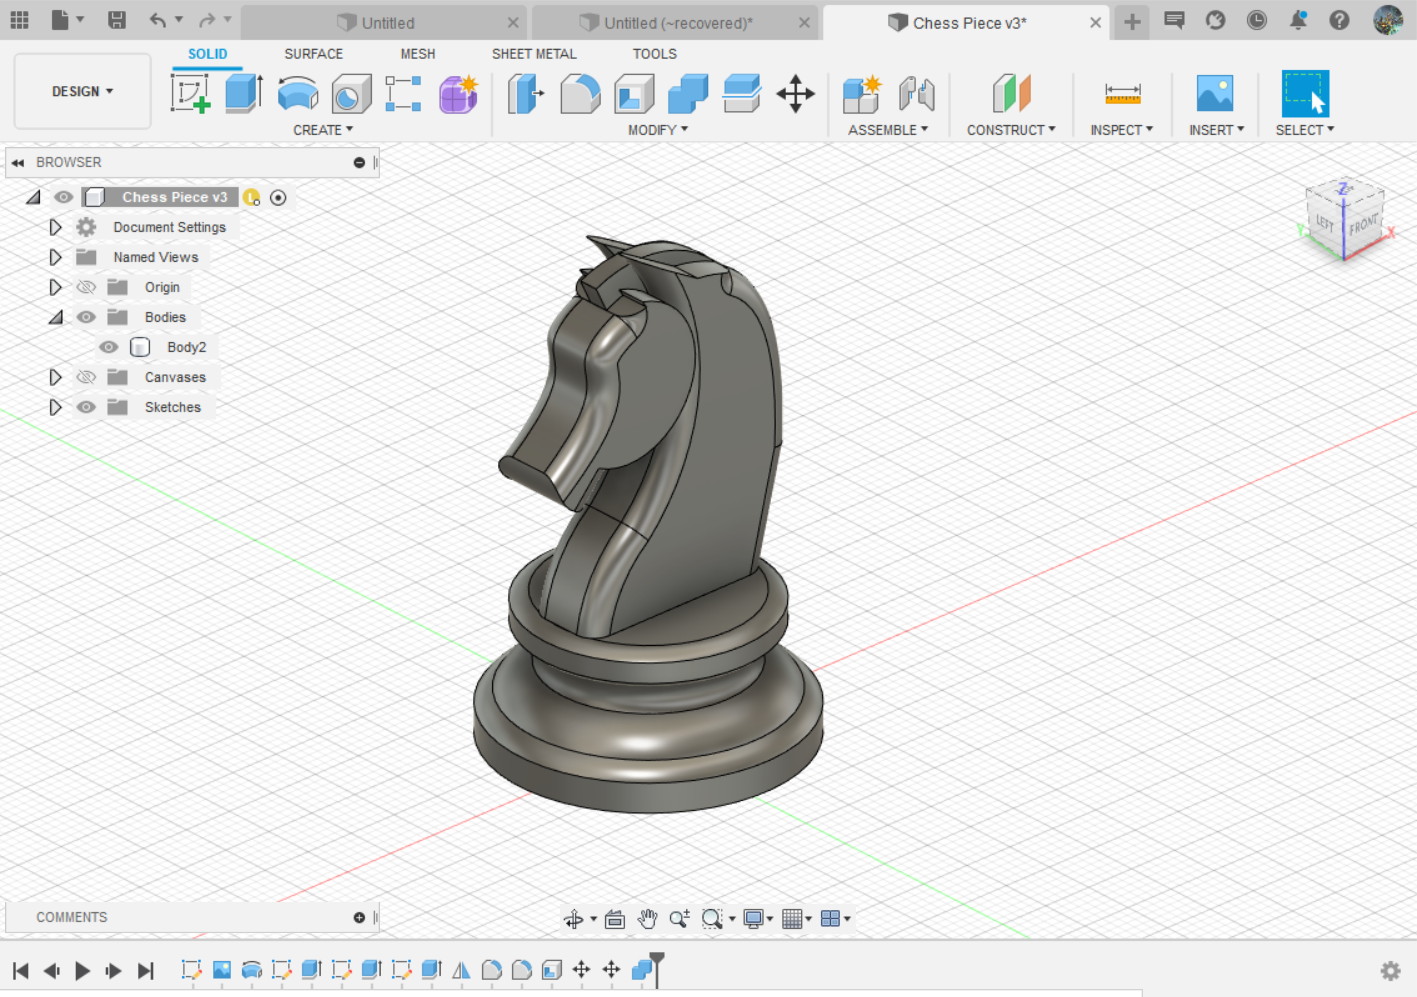 Untitled
Untitled (~recovered)*
Chess Piece v3*
SOLID
SURFACE
MESH
SHEET METAL
TOOLS
DESIGN
CREATE
MODIFY
ASSEMBLE
CONSTRUCT
INSPECT
INSERT
SELECT
BROWSER
Chess Piece v3
Document Settings
Named Views
Origin
Bodies
Body2
Canvases
Sketches
Z
LEFT
FRONT
Y
X
COMMENTS